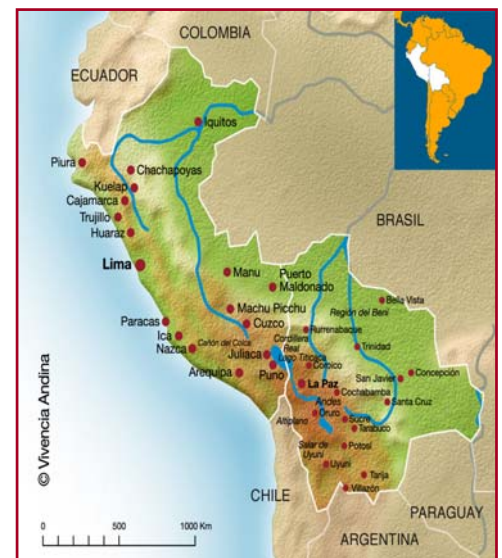 COLOMBIA
ECUADOR
Iquitos
Piura
Chachapoyas
Kuelap
Cajamarca
Trujillo
Huaraz
BRASIL
Lima
Manu
Puerto
Maldonado
Machu Picchu
Cuzco
Paracas
Ica
Nazca
Cañón del Colca
Juliaca
Arequipa
Puno
Cordillera
Real
Lago Titicaca
Rurrenabaque
Bella Vista
Región del Beni
Trinidad
Coroico
San Javier
Concepción
La Paz
Cochabamba
Santa Cruz
Andes
Oruro
Altiplano
Sucre
Tarabuco
Salar de
Uyuni
Potosí
Uyuni
Tarija
Villazón
CHILE
PARAGUAY
ARGENTINA
© Vivencia Andina
0 500 1000 Km